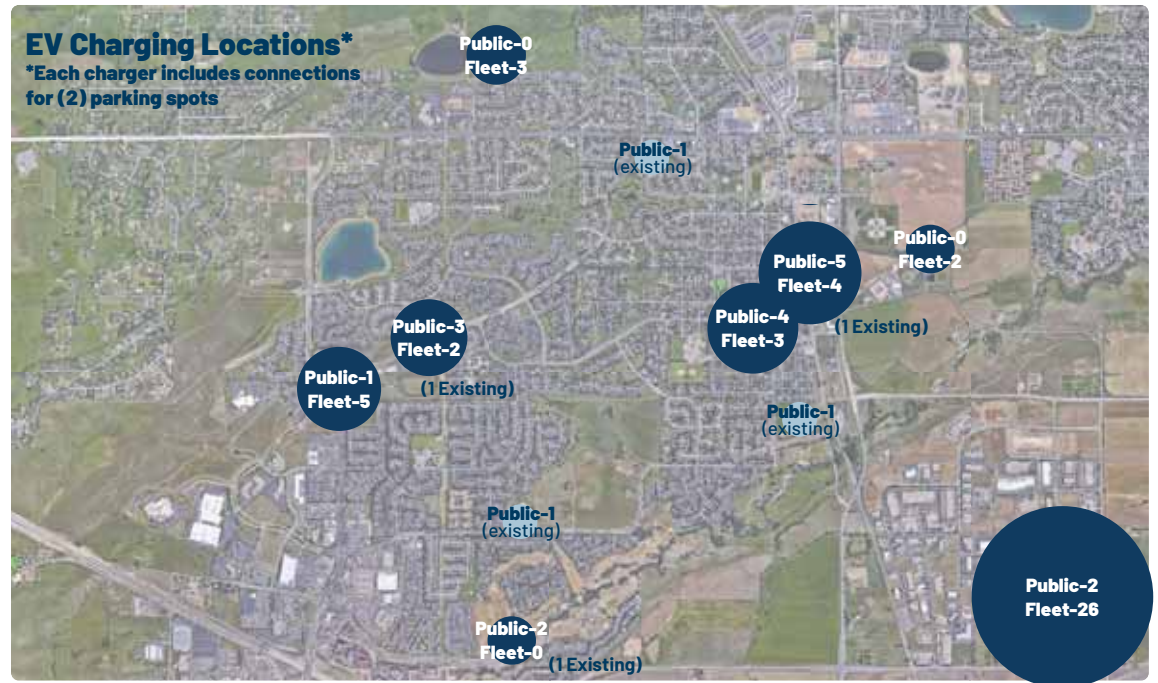 EV Charging Locations*
*Each charger includes connections
for (2) parking spots
Public-0
Fleet-3
Public-1
(existing)
Public-0
Fleet-2
Public-5
Fleet-4
Public-4
Fleet-3
(1 Existing)
Public-3
Fleet-2
(1 Existing)
Public-1
Fleet-5
Public-1
(existing)
Public-1
(existing)
Public-2
Fleet-26
Public-2
Fleet-0
(1 Existing)